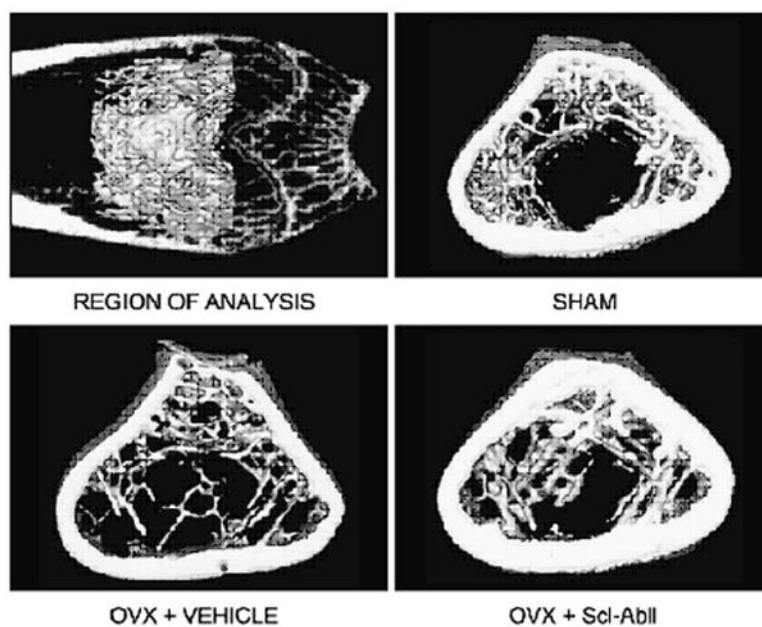 REGION OF ANALYSIS
SHAM
OVX + VEHICLE
OVX + Scl-AbII